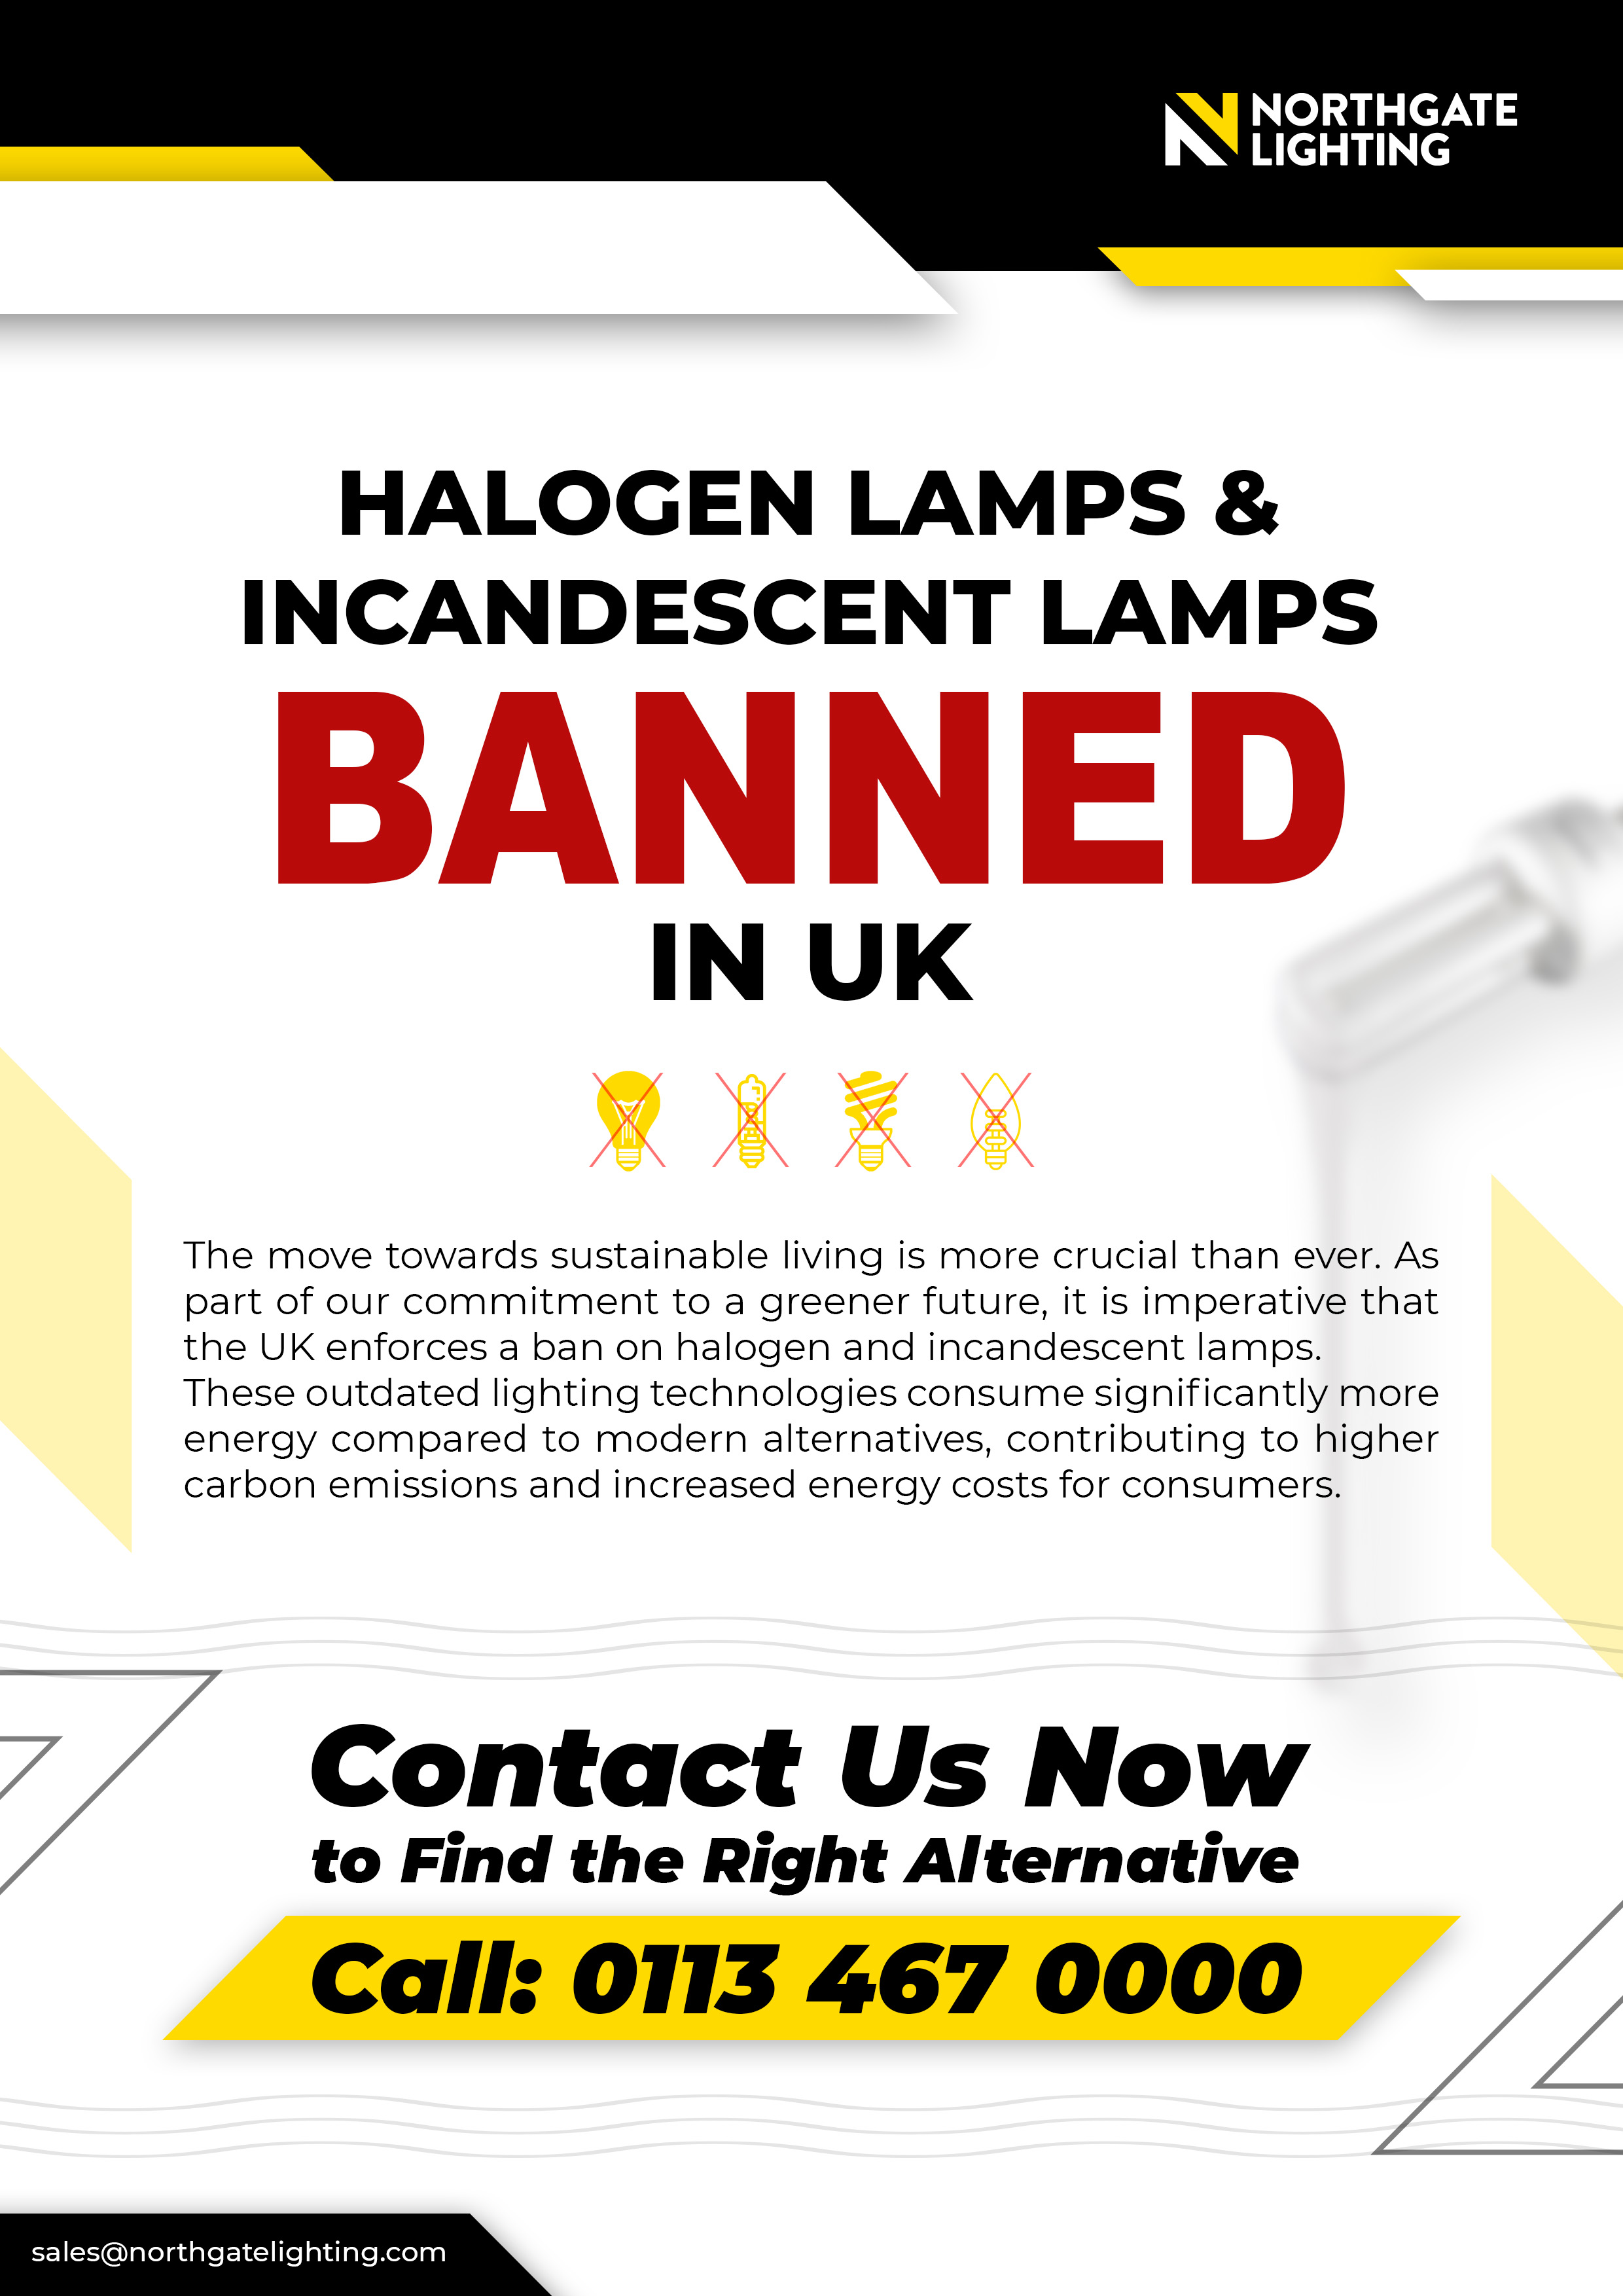 NORTHGATE
LIGHTING
HALOGEN LAMPS &
INCANDESCENT LAMPS
BANNED
IN UK
The move towards sustainable living is more crucial than ever. As
part of our commitment to a greener future, it is imperative that
the UK enforces a ban on halogen and incandescent lamps.
These outdated lighting technologies consume significantly more
energy compared to modern alternatives, contributing to higher
carbon emissions and increased energy costs for consumers.
Contact Us Now
to Find the Right Alternative
Call: 0113 467 0000
sales@northgatelighting.com